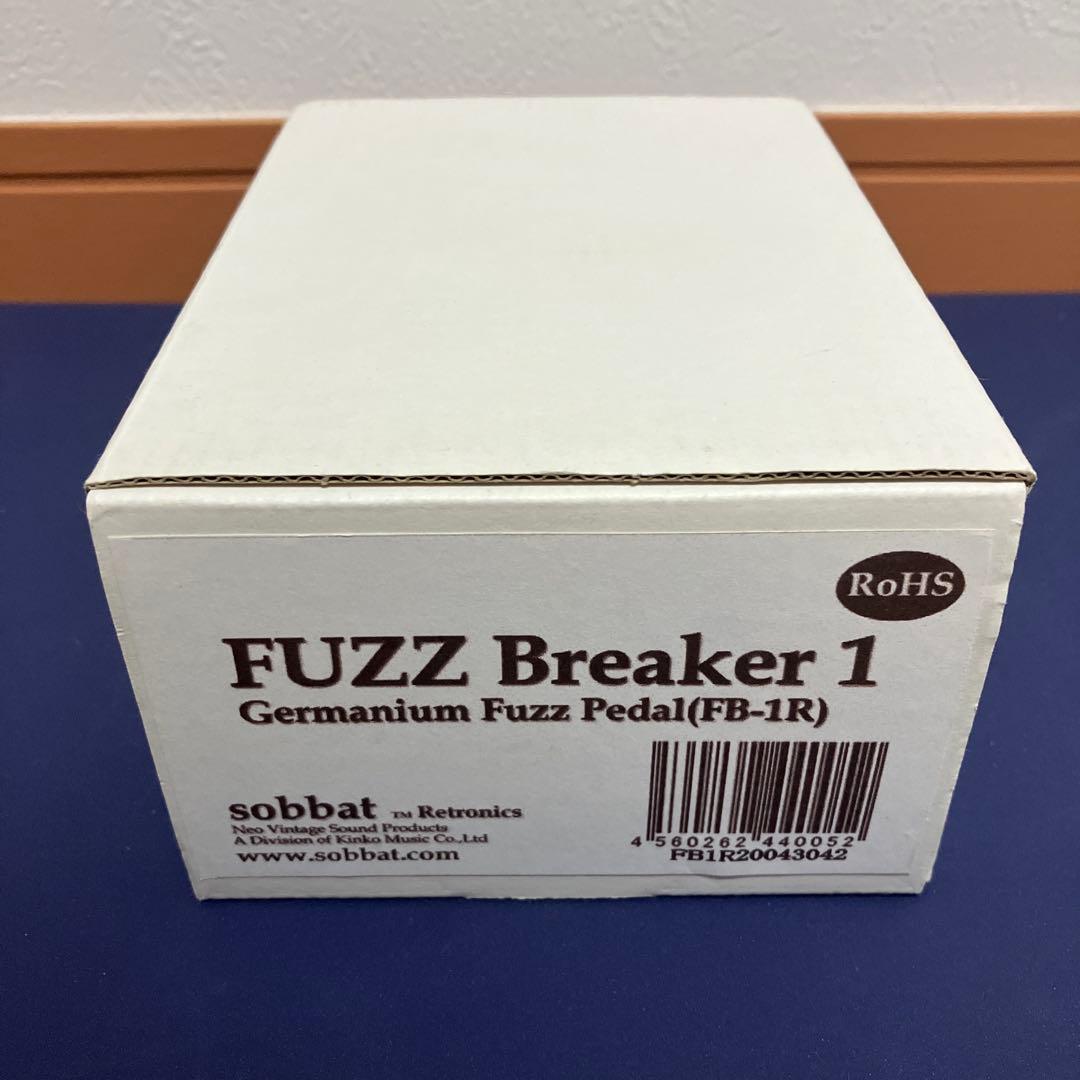 RoHS
FUZZ Breaker 1
Germanium Fuzz Pedal(FB-1R)
sobbat TM Retronics
Neo Vintage Sound Products
A Division of Kinko Music Co.,Ltd
www.sobbat.com
4 560262 440052
FB1R20043042